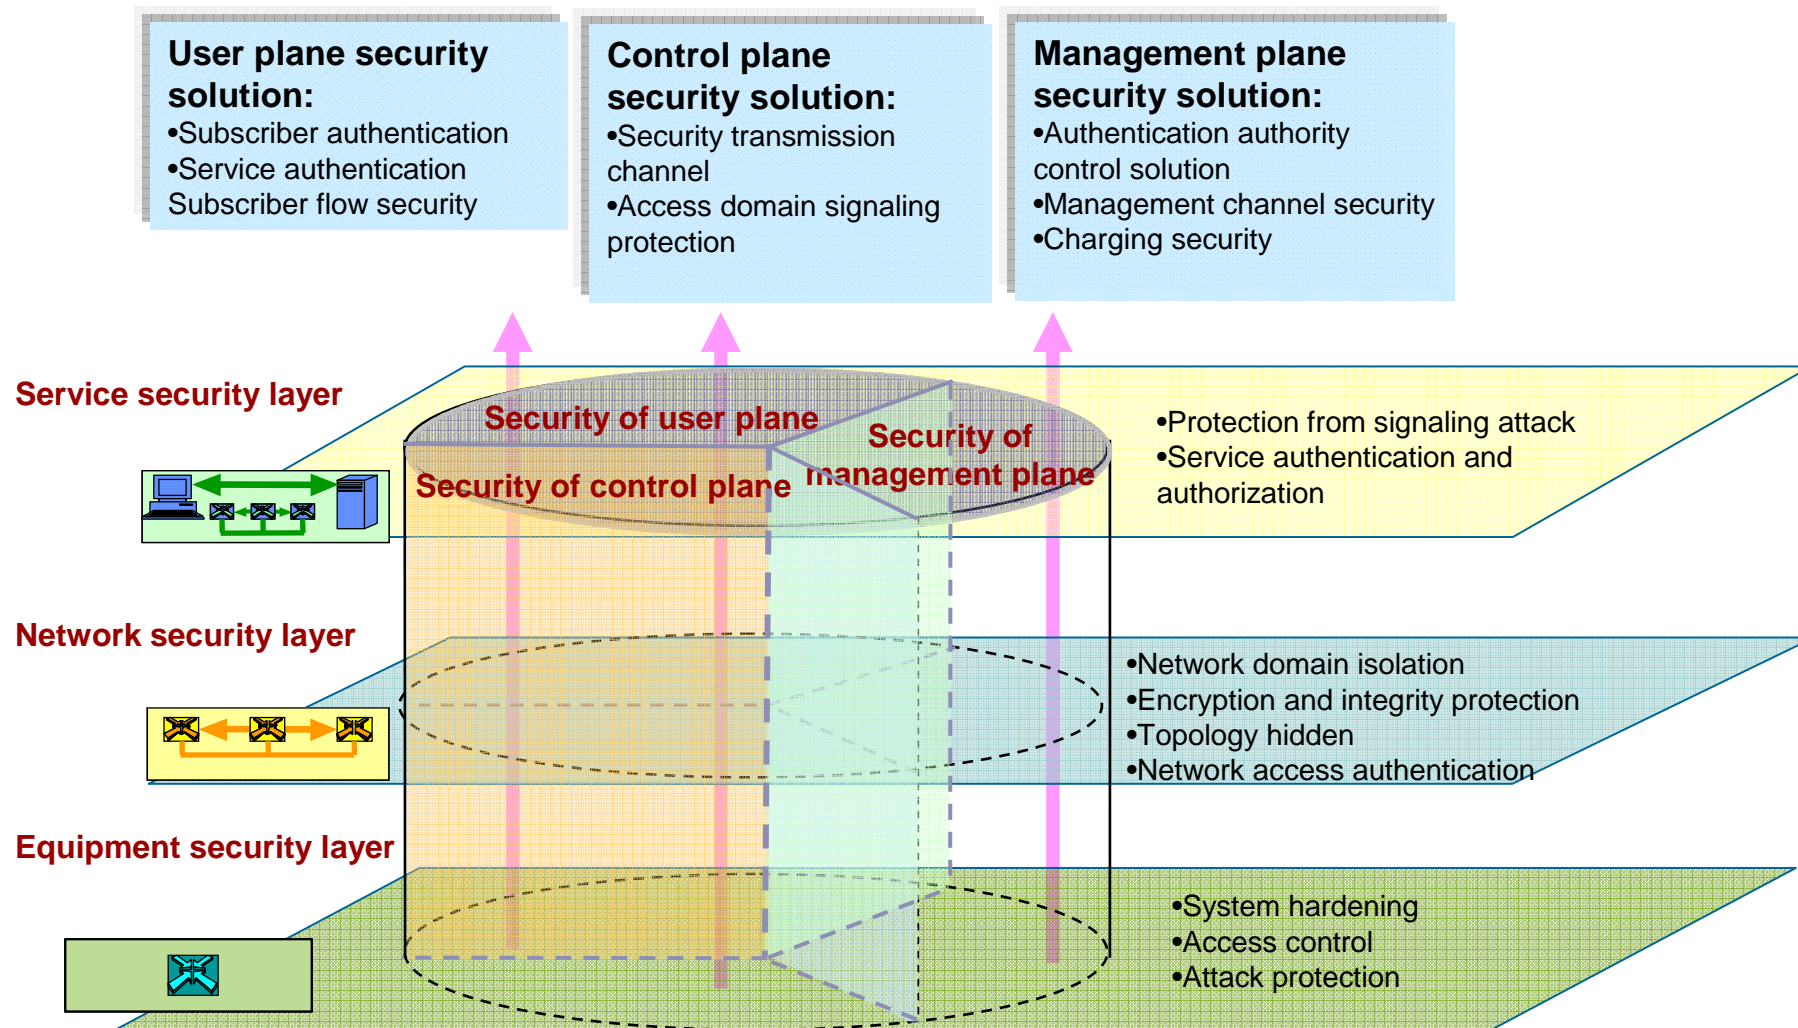 User plane security
solution:
•Subscriber authentication
•Service authentication
Subscriber flow security
Control plane
security solution:
•Security transmission
channel
•Access domain signaling
protection
Management plane
security solution:
•Authentication authority
control solution
•Management channel security
•Charging security
Service security layer
Security of user plane
Security of
management plane
Security of control plane
•Protection from signaling attack
•Service authentication and
authorization
Network security layer
•Network domain isolation
•Encryption and integrity protection
•Topology hidden
•Network access authentication
Equipment security layer
•System hardening
•Access control
•Attack protection